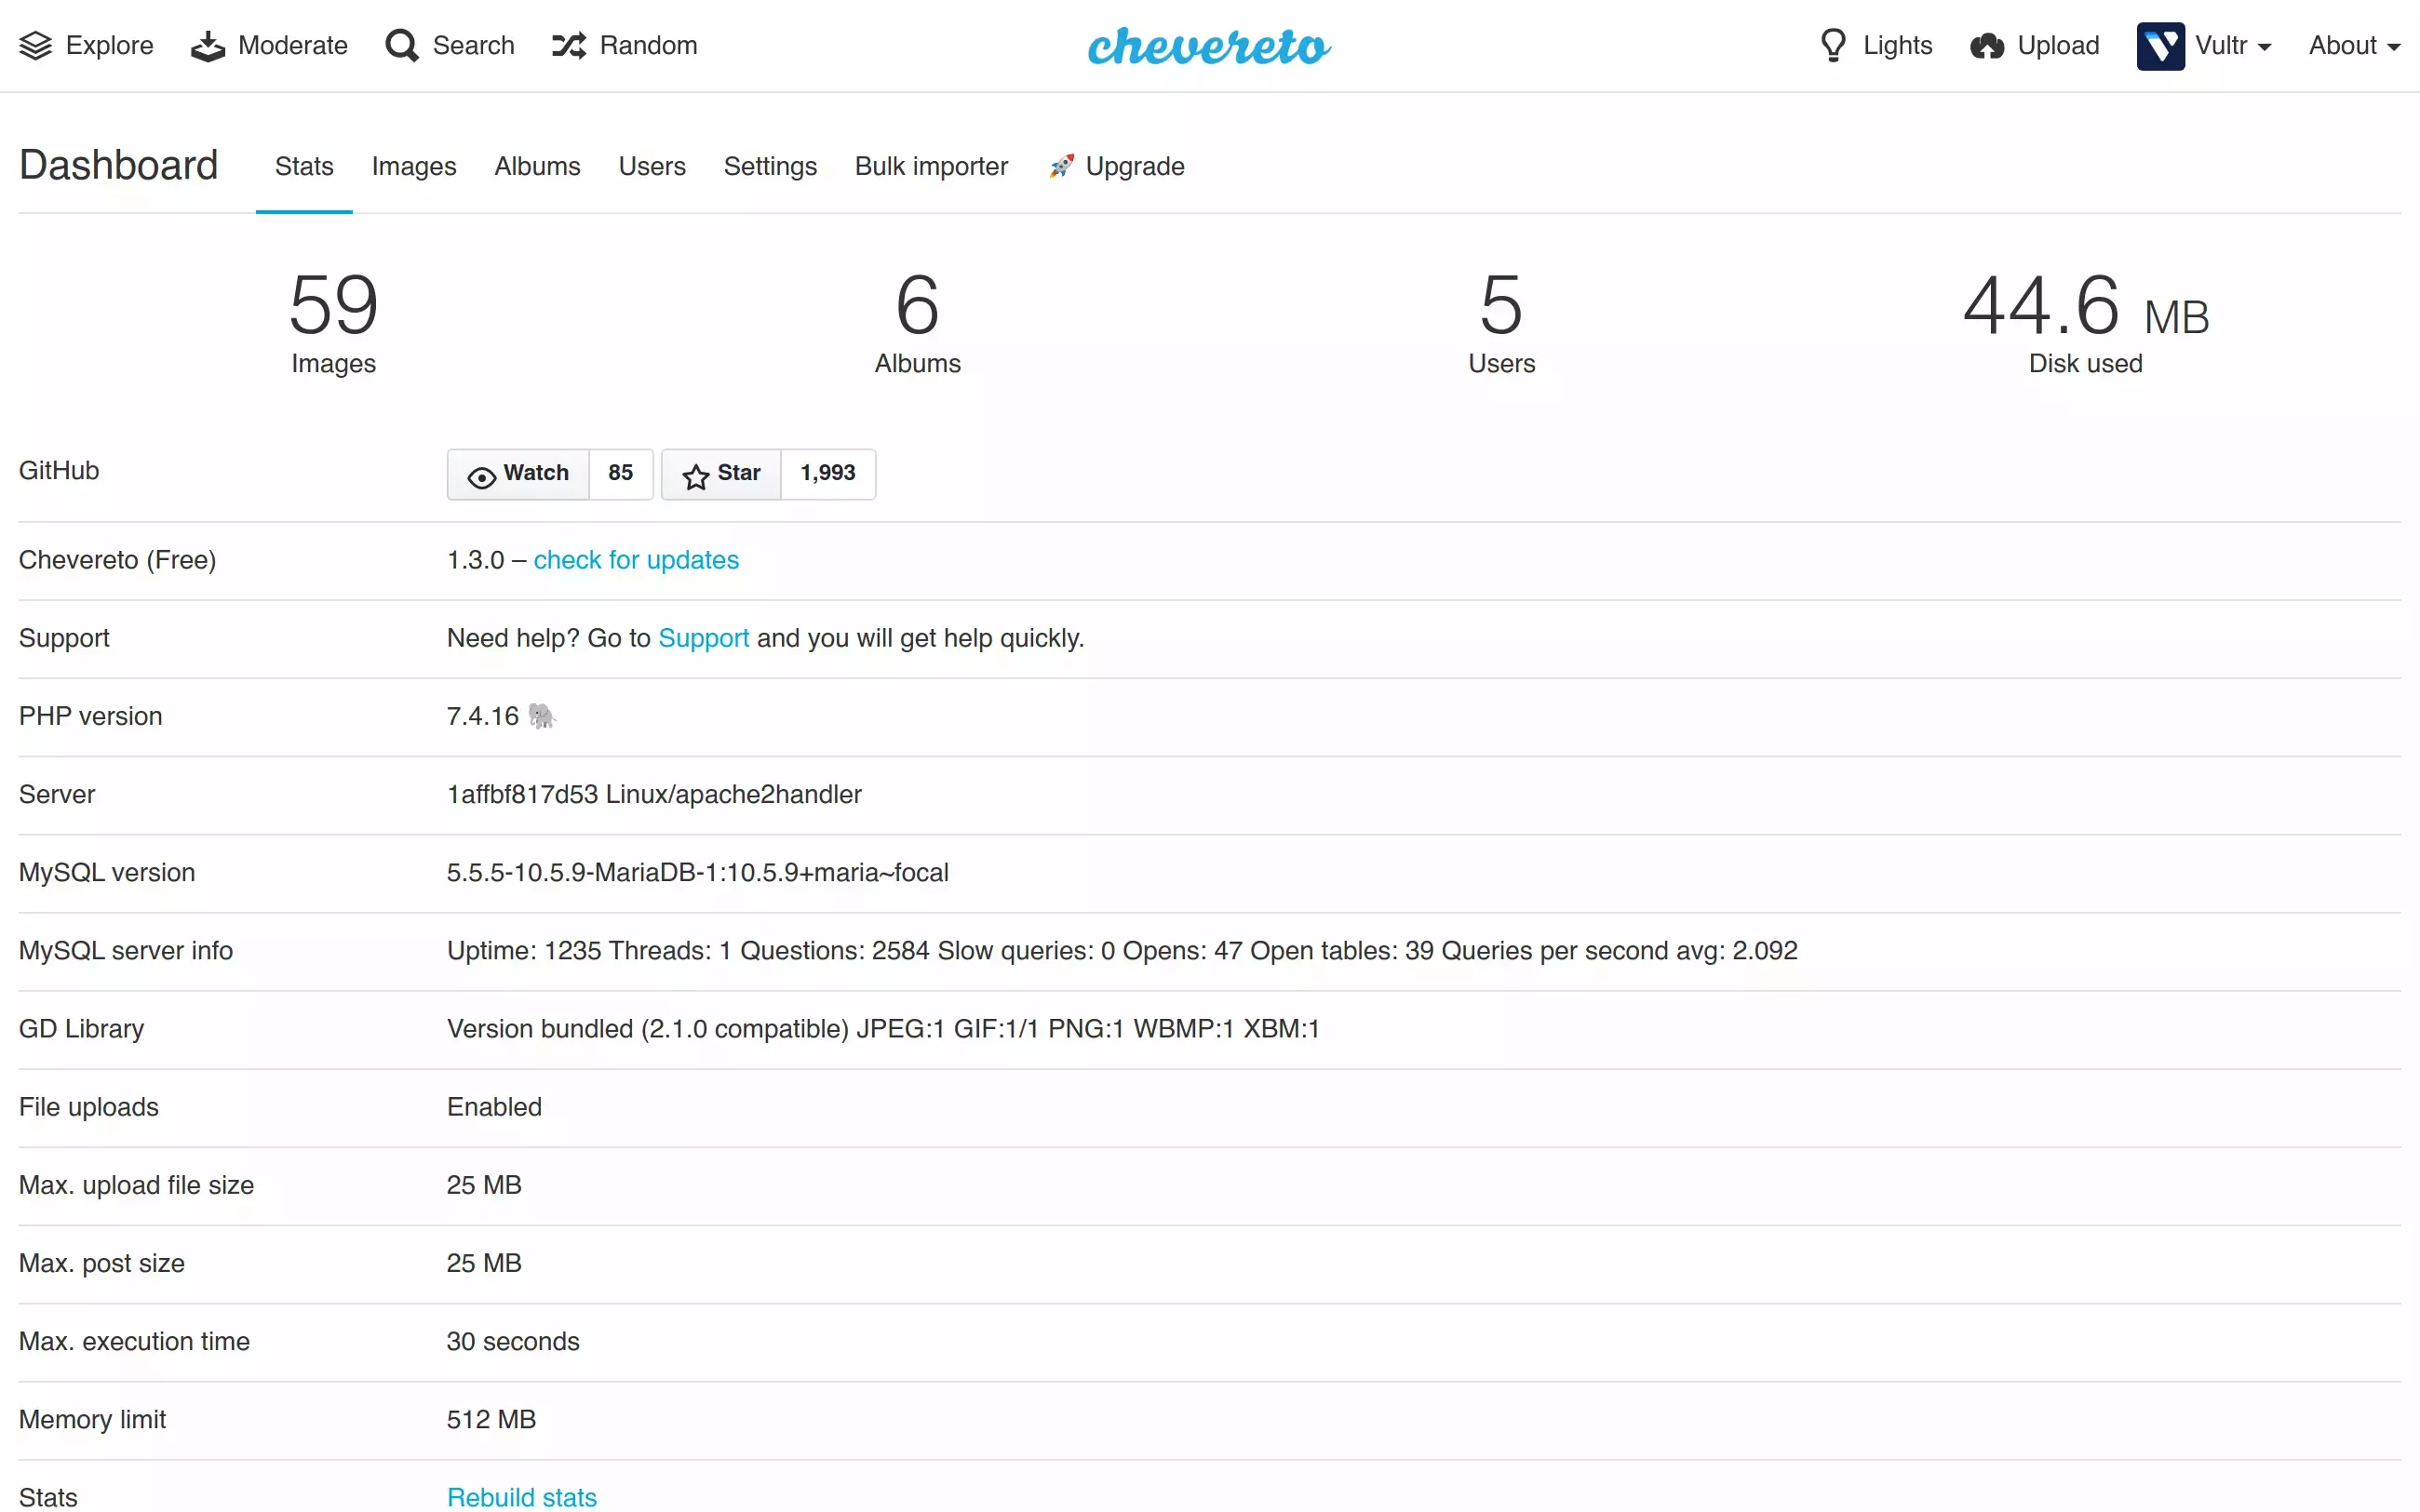 Explore Moderate Search Random chevereto Lights Upload Vultr About
Dashboard Stats Images Albums Users Settings Bulk importer Upgrade
59 6 5 44.6 MB
Images Albums Users Disk used
GitHub Watch 85 Star 1,993
Chevereto (Free) 1.3.0 – check for updates
Support Need help? Go to Support and you will get help quickly.
PHP version 7.4.16
Server 1affbf817d53 Linux/apache2handler
MySQL version 5.5.5-10.5.9-MariaDB-1:10.5.9+maria~focal
MySQL server info Uptime: 1235 Threads: 1 Questions: 2584 Slow queries: 0 Opens: 47 Open tables: 39 Queries per second avg: 2.092
GD Library Version bundled (2.1.0 compatible) JPEG:1 GIF:1/1 PNG:1 WBMP:1 XBM:1
File uploads Enabled
Max. upload file size 25 MB
Max. post size 25 MB
Max. execution time 30 seconds
Memory limit 512 MB
Stats Rebuild stats